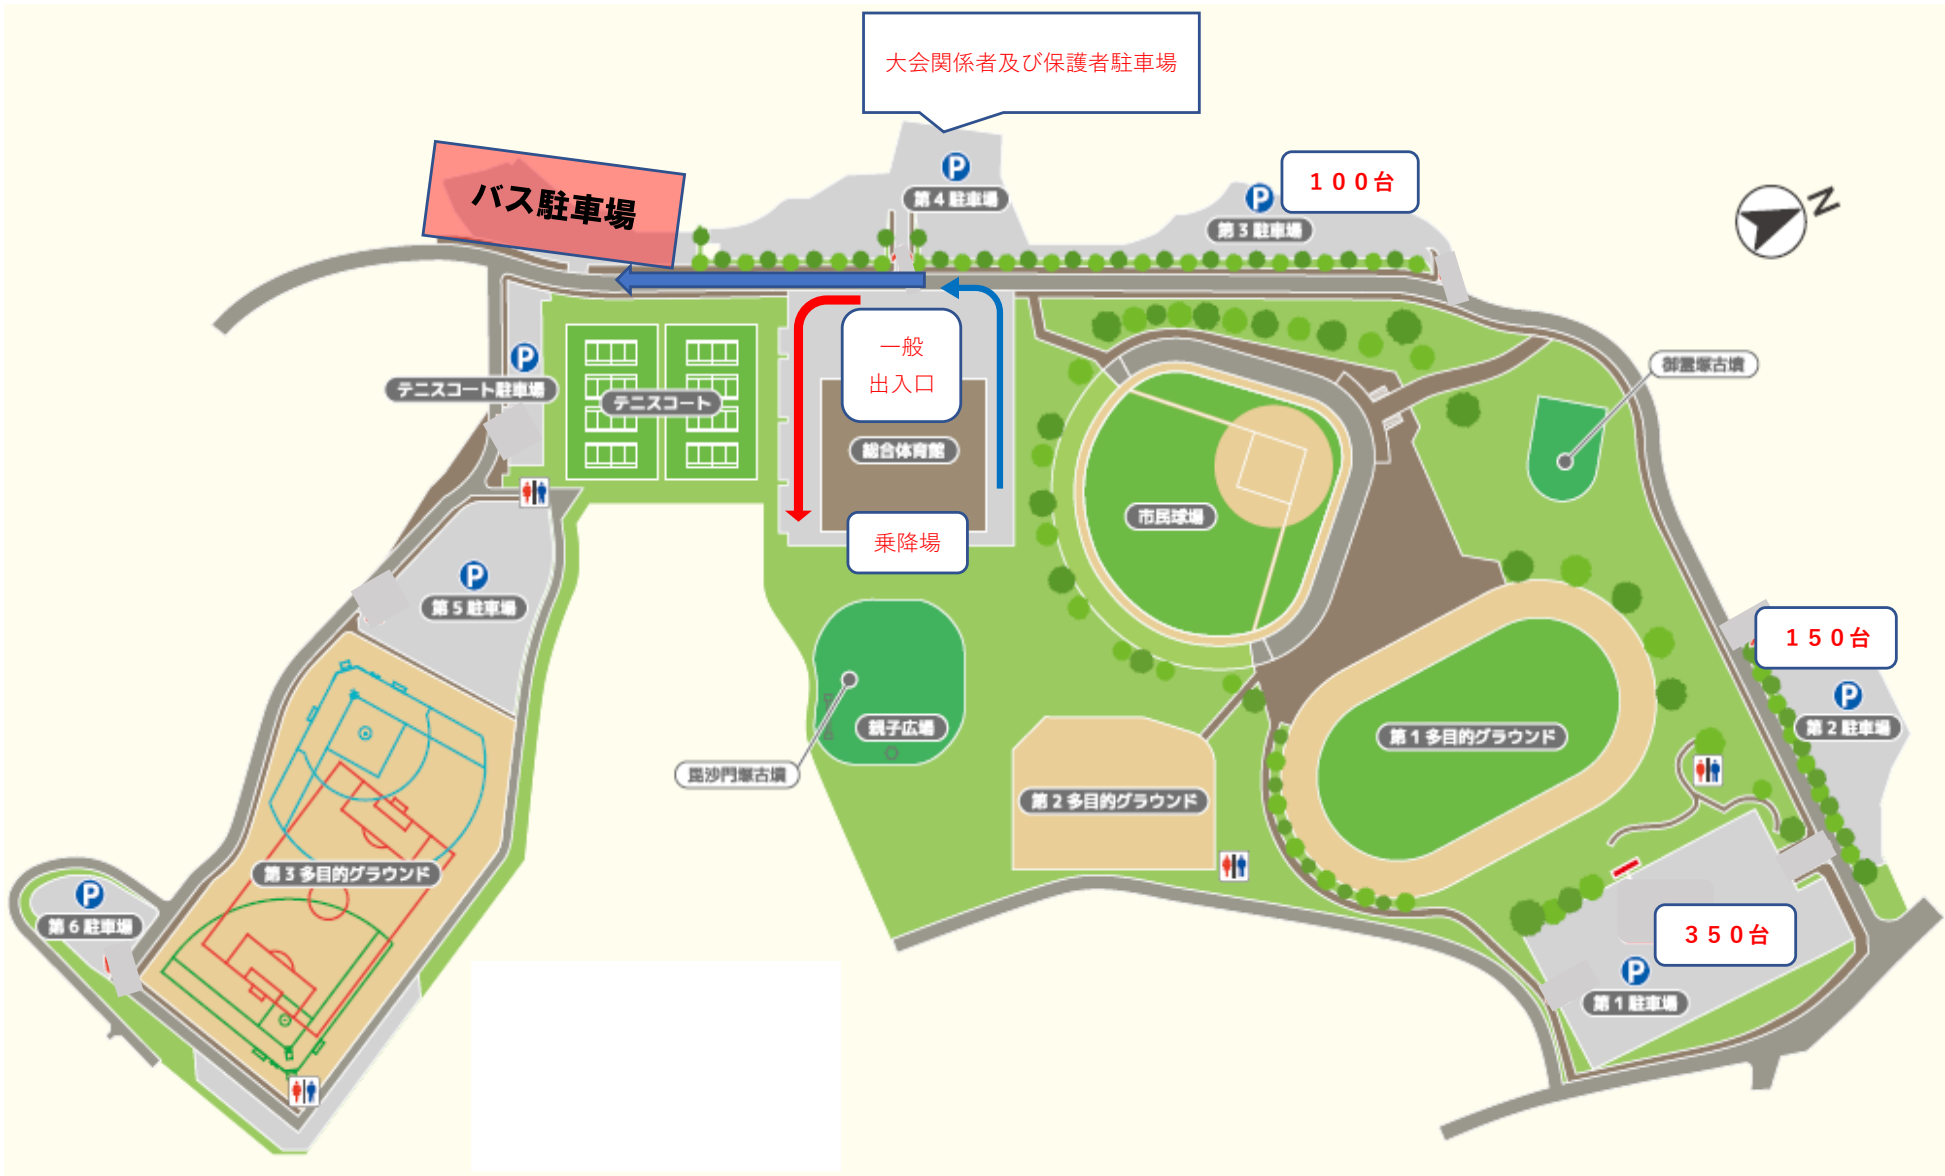 大会関係者及び保護者駐車場
P
第4駐車場
P
第3駐車場
100台
バス駐車場
N
一般
出入口
P
テニスコート駐車場
テニスコート
総合体育館
乗降場
御霊塚古墳
市民球場
P
第5駐車場
150台
P
第2駐車場
親子広場
毘沙門塚古墳
第1多目的グラウンド
第2多目的グラウンド
第3多目的グラウンド
P
第6駐車場
350台
P
第1駐車場